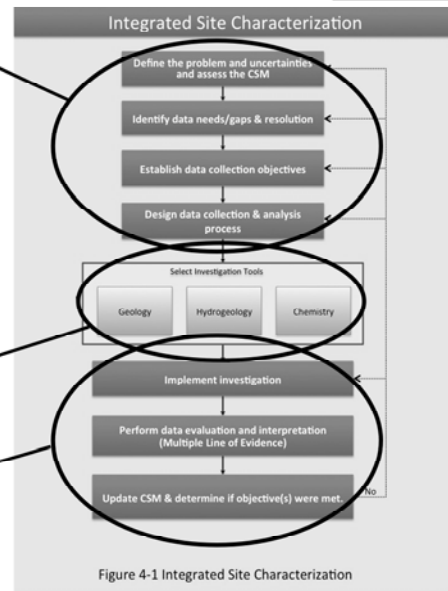 Integrated Site Characterization
Define the problem and uncertainties
and assess the CSM
Identify data needs/gaps & resolution
Establish data collection objectives
Design data collection & analysis
process
Select Investigation Tools
Geology
Hydrogeology
Chemistry
Implement investigation
Perform data evaluation and interpretation
(Multiple Line of Evidence)
Update CSM & determine if objective(s) were met.
No
Figure 4-1 Integrated Site Characterization